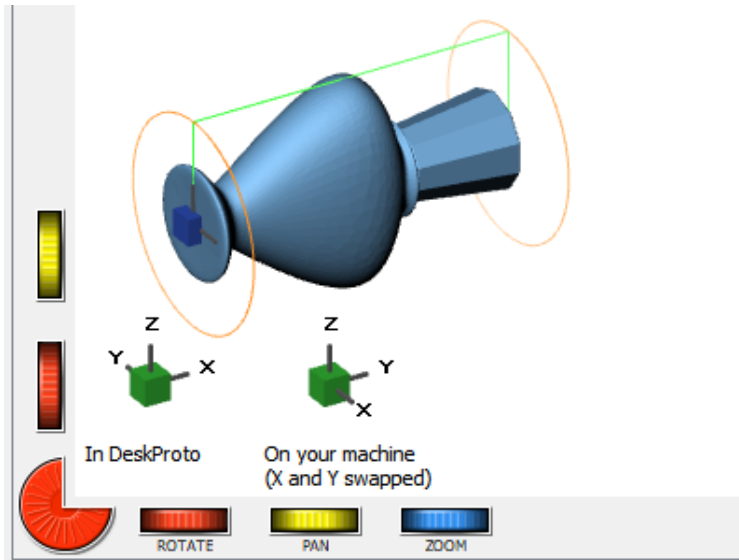 Z
Y
X
Z
Y
X
In DeskProto
On your machine
(X and Y swapped)
ROTATE
PAN
ZOOM